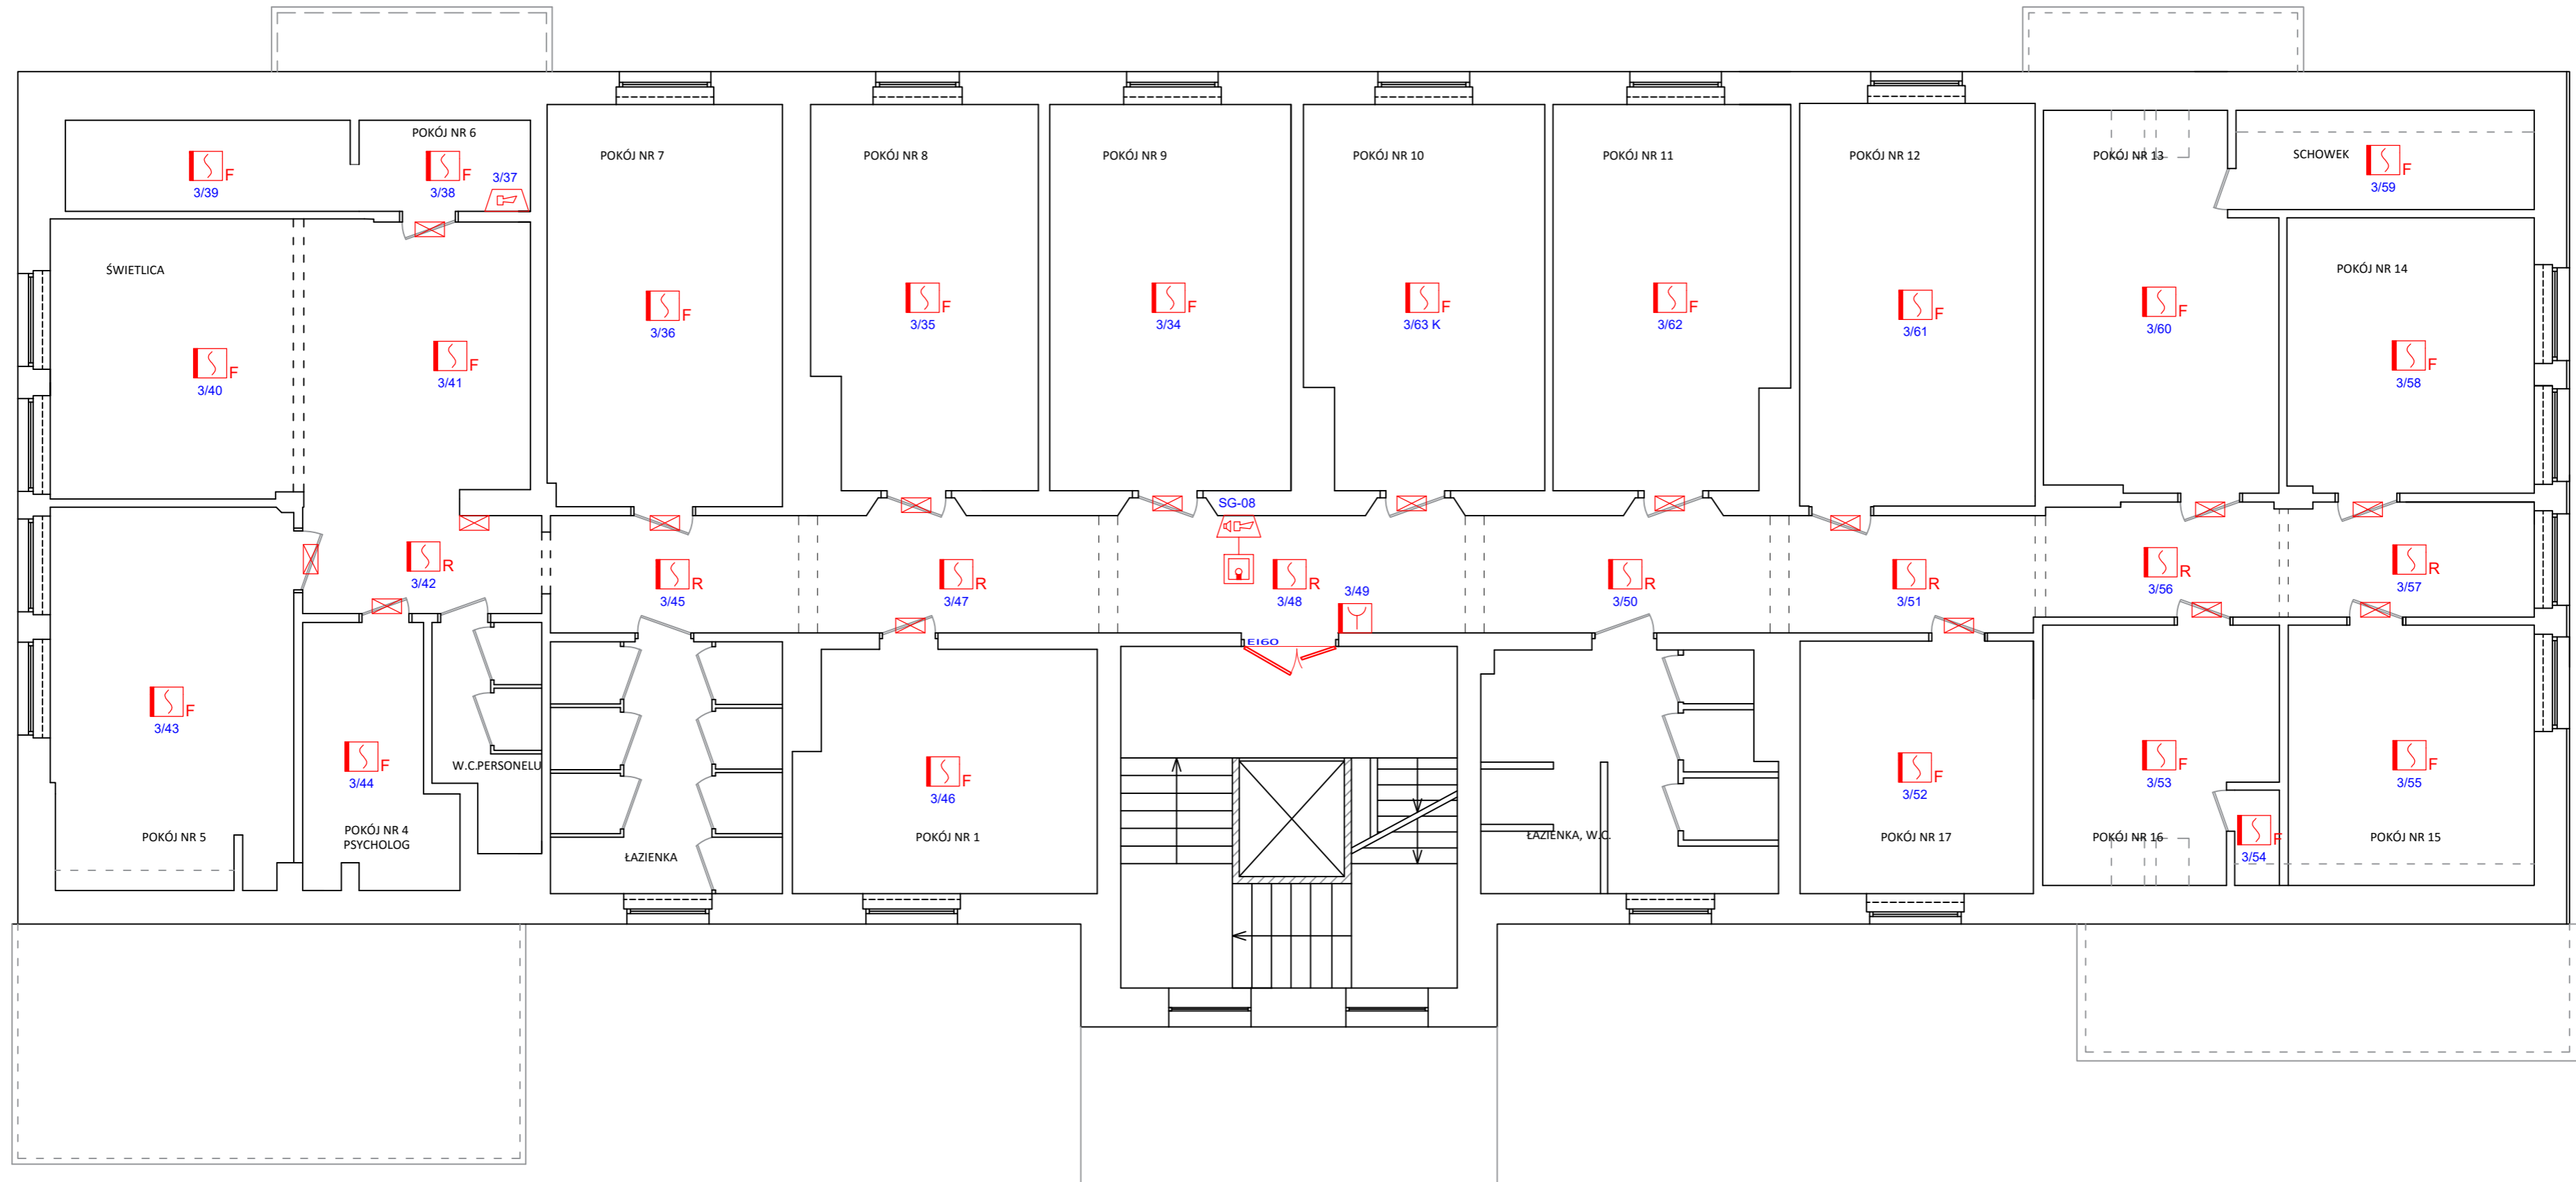 POKÓJ NR 6
F
3/39
F
3/38
3/37
POKÓJ NR 7
POKÓJ NR 8
POKÓJ NR 9
POKÓJ NR 10
POKÓJ NR 11
POKÓJ NR 12
POKÓJ NR 13
SCHOWEK
F
3/59
ŚWIETLICA
POKÓJ NR 14
F
3/40
F
3/41
F
3/36
F
3/35
F
3/34
F
3/63 K
F
3/62
F
3/61
F
3/60
F
3/58
SG-08
R
3/42
R
3/45
R
3/47
R
3/48
3/49
R
3/50
R
3/51
R
3/56
R
3/57
EI60
F
3/43
F
3/44
W.C.PERSONELU
F
3/46
F
3/52
F
3/53
F
3/55
POKÓJ NR 5
POKÓJ NR 4
PSYCHOLOG
ŁAZIENKA
POKÓJ NR 1
ŁAZIENKA, W.C.
POKÓJ NR 17
POKÓJ NR 16
F
3/54
POKÓJ NR 15